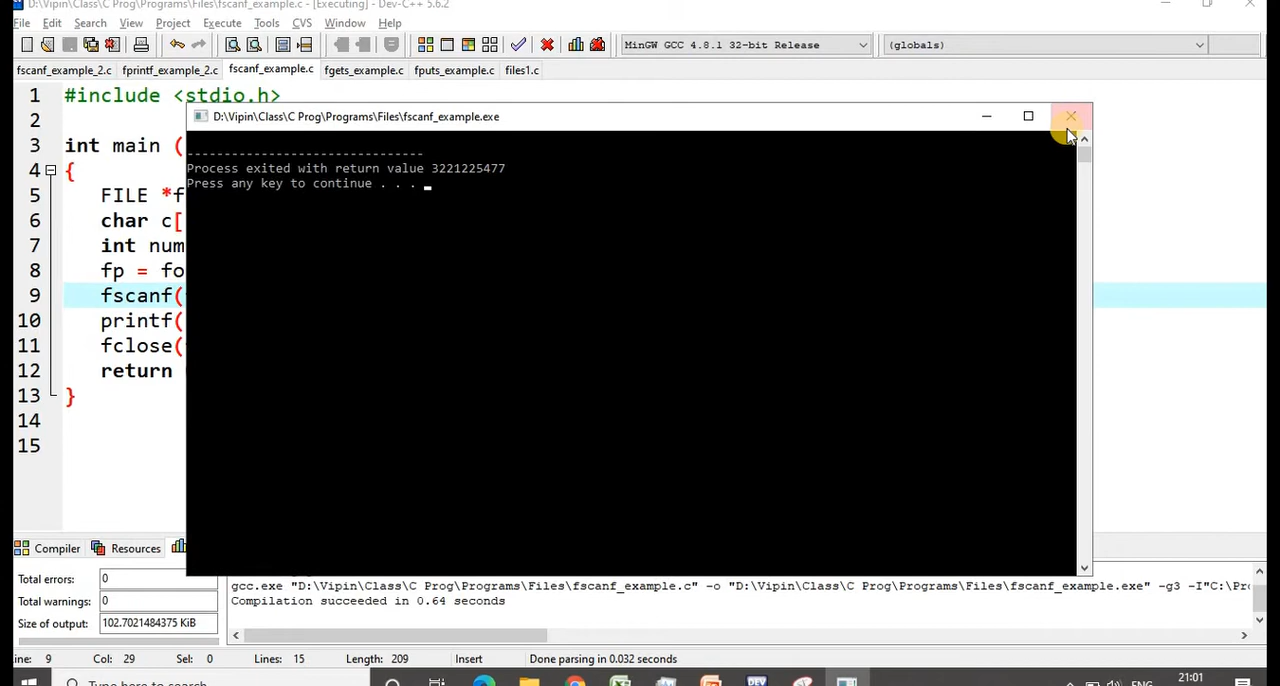 D:\Vipin\Class\C Prog\Programs\Files\fscanf_example.c - [Executing] - Dev-C++ 5.6.2
File Edit Search View Project Execute Tools CVS Window Help
MinGW GCC 4.8.1 32-bit Release (globals)
fscanf_example_2.c fprintf_example_2.c fscanf_example.c fgets_example.c fputs_example.c files1.c
1 #include <stdio.h>
2
3 int main (
4 {
5 FILE *f
6 char c[
7 int num
8 fp = fo
9 fscanf(
10 printf(
11 fclose(
12 return
13 }
14
15
D:\Vipin\Class\C Prog\Programs\Files\fscanf_example.exe
--------------------------------
Process exited with return value 3221225477
Press any key to continue . . .
Compiler Resources
Total errors: 0
Total warnings: 0
Size of output: 102.7021484375 KiB
gcc.exe "D:\Vipin\Class\C Prog\Programs\Files\fscanf_example.c" -o "D:\Vipin\Class\C Prog\Programs\Files\fscanf_example.exe" -g3 -I"C:\Pr
Compilation succeeded in 0.64 seconds
ine: 9 Col: 29 Sel: 0 Lines: 15 Length: 209 Insert Done parsing in 0.032 seconds
Type here to search
ENG
21:01